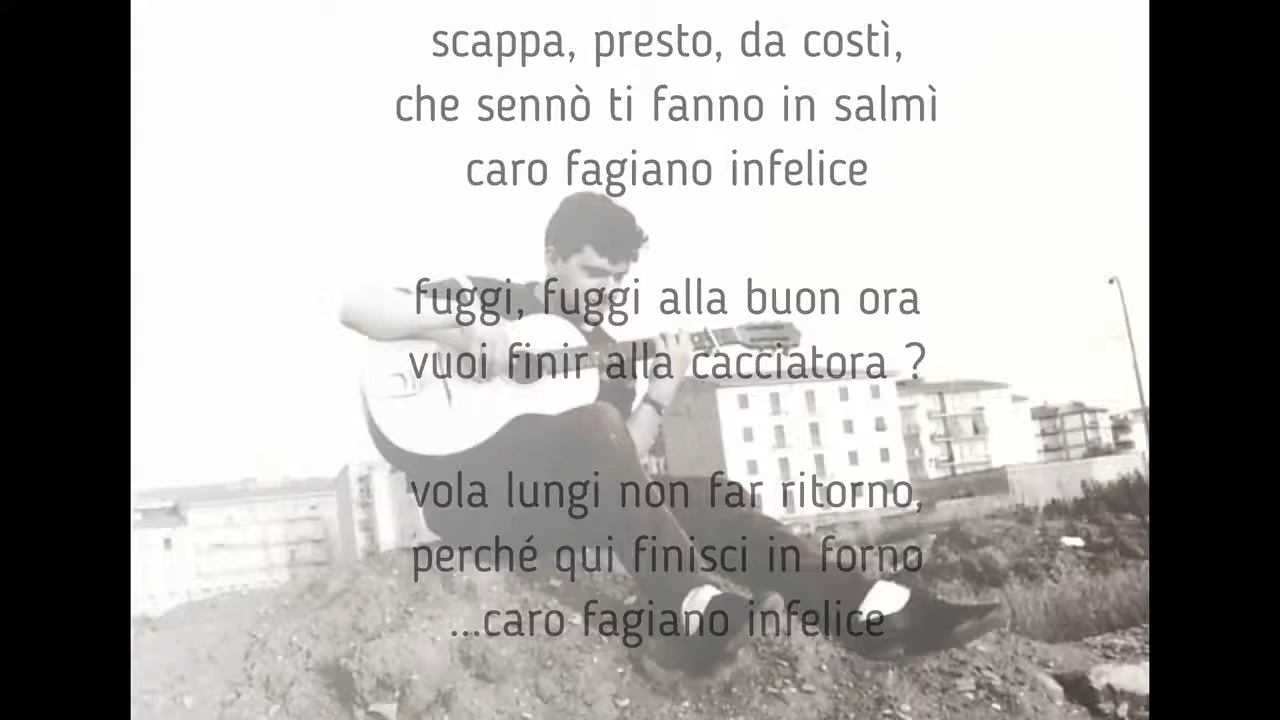 scappa, presto, da costì,
che sennò ti fanno in salmì
caro fagiano infelice
fuggi, fuggi alla buon ora
vuoi finir alla cacciatora ?
vola lungi non far ritorno,
perché qui finisci in forno
...caro fagiano infelice